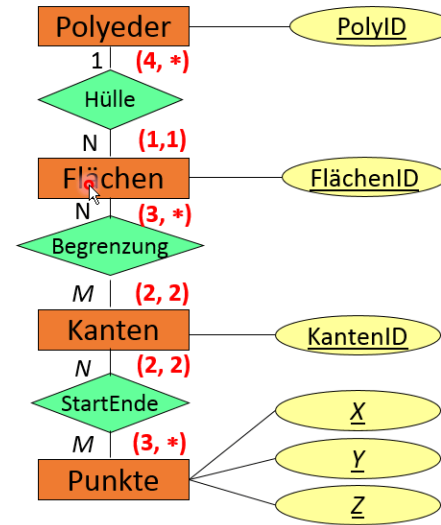 Polyeder PolyID
1 (4, *)
Hülle
N (1,1)
Flächen FlächenID
N (3, *)
Begrenzung
M (2, 2)
Kanten KantenID
N (2, 2)
StartEnde X
M (3, *) Y
Punkte Z